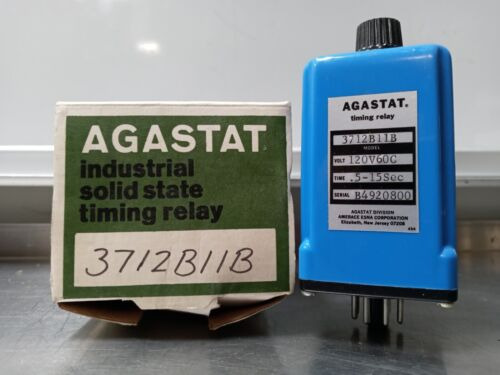 AGASTAT®
industrial
solid state
timing relay
3712B11B
AGASTAT®
timing relay
3712B11B
MODEL
VOLT 120V60C
TIME .5-15Sec
SERIAL B4920800
AGASTAT DIVISION
AMERACE ESNA CORPORATION
Elizabeth, New Jersey 07208